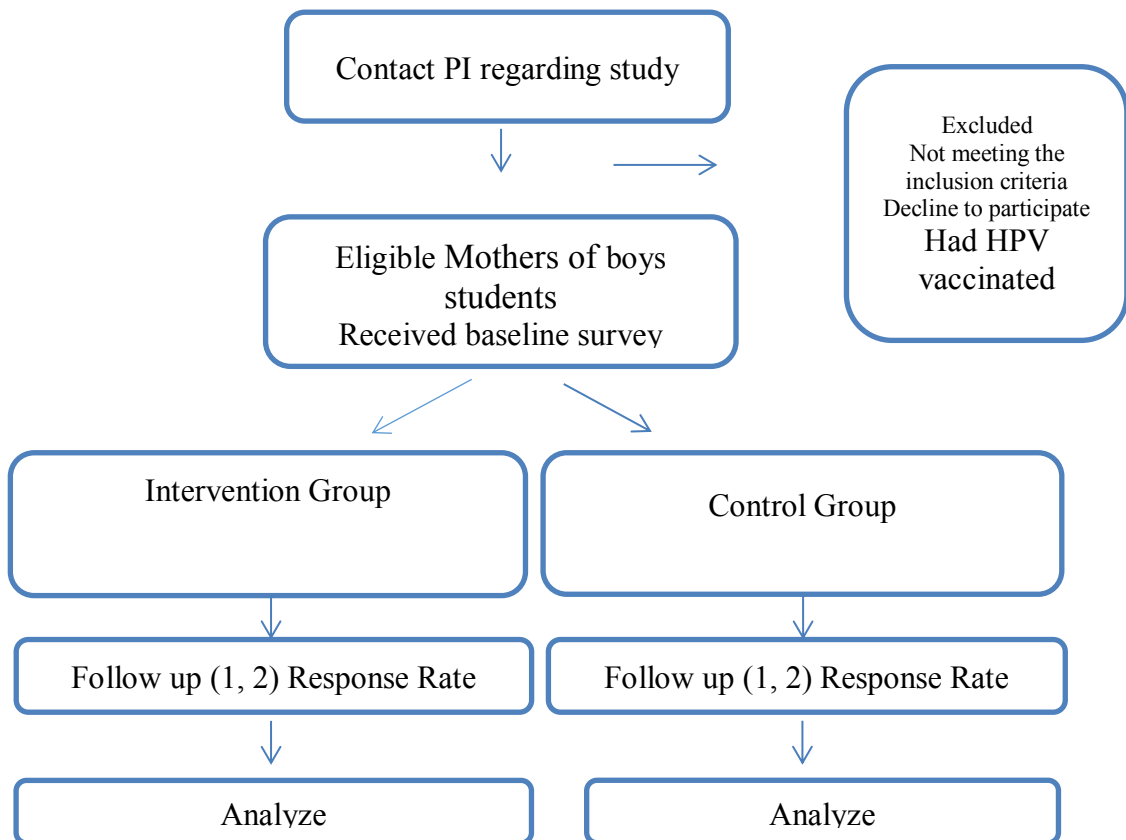 Contact PI regarding study
Excluded
Not meeting the
inclusion criteria
Decline to participate
Had HPV
vaccinated
Eligible Mothers of boys
students
Received baseline survey
Intervention Group
Control Group
Follow up (1, 2) Response Rate
Follow up (1, 2) Response Rate
Analyze
Analyze